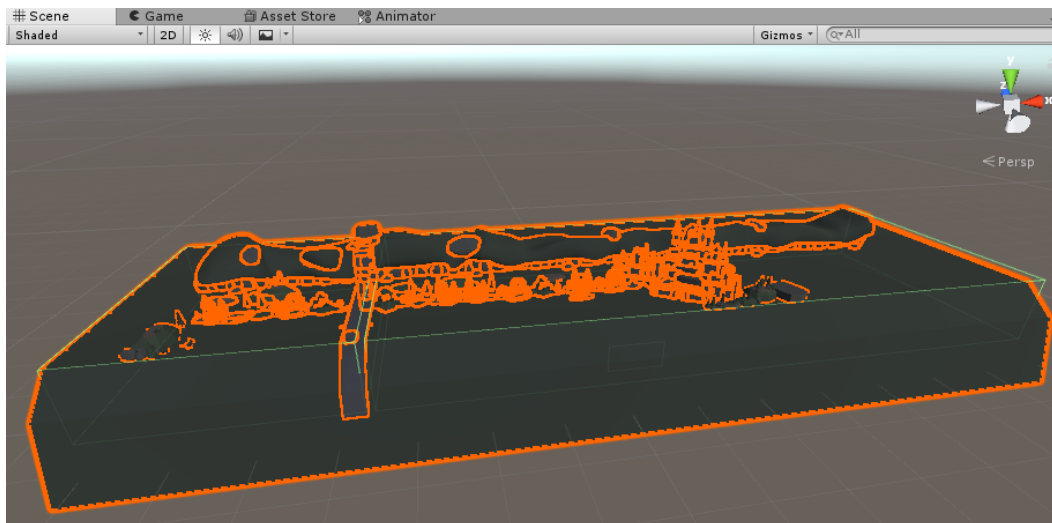 Scene Game Asset Store Animator
Shaded 2D Gizmos All
y
z
x
Persp